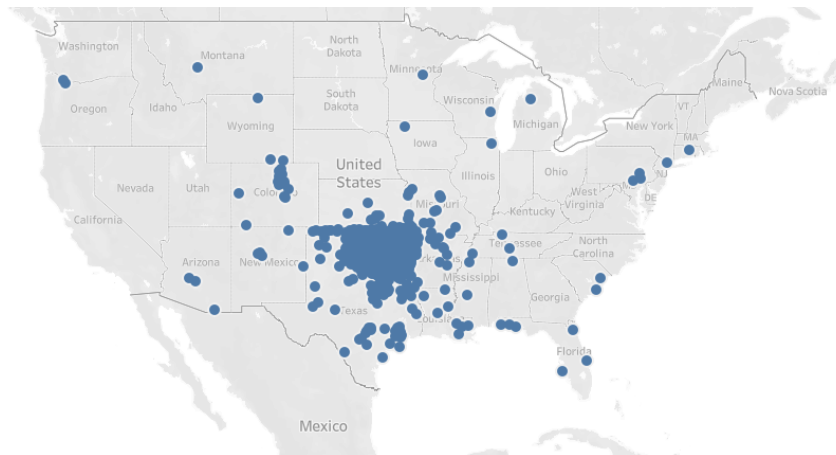 North
Dakota
Washington
Montana
Minnesota
Maine
Nova Scotia
Oregon
Idaho
South
Dakota
Wisconsin
VT
Michigan
New York
MA
Wyoming
Iowa
United
States
Nevada
Utah
Colorado
Illinois
Ohio
NJ
DE
West
Virginia
Missouri
Kentucky
California
Arizona
New Mexico
Tennessee
North
Carolina
Mississippi
Georgia
Texas
Florida
Mexico